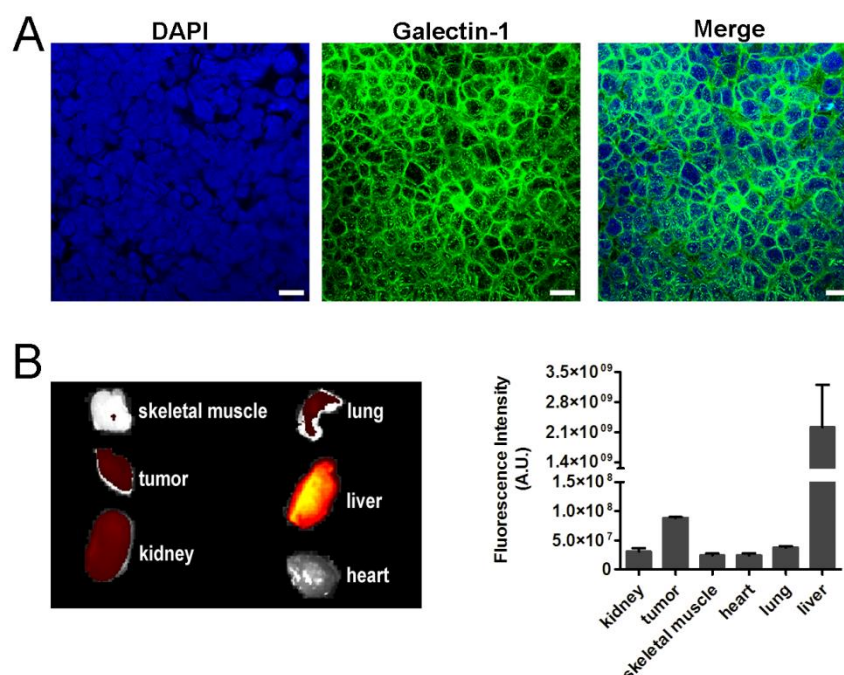 A
DAPI
Galectin-1
Merge
B
skeletal muscle
lung
tumor
liver
kidney
heart
Fluorescence Intensity
(A.U.)
3.5×10⁰⁹
2.8×10⁰⁹
2.1×10⁰⁹
1.4×10⁰⁹
1.5×10⁸
1.0×10⁸
5.0×10⁷
0
kidney
tumor
skeletal muscle
heart
lung
liver